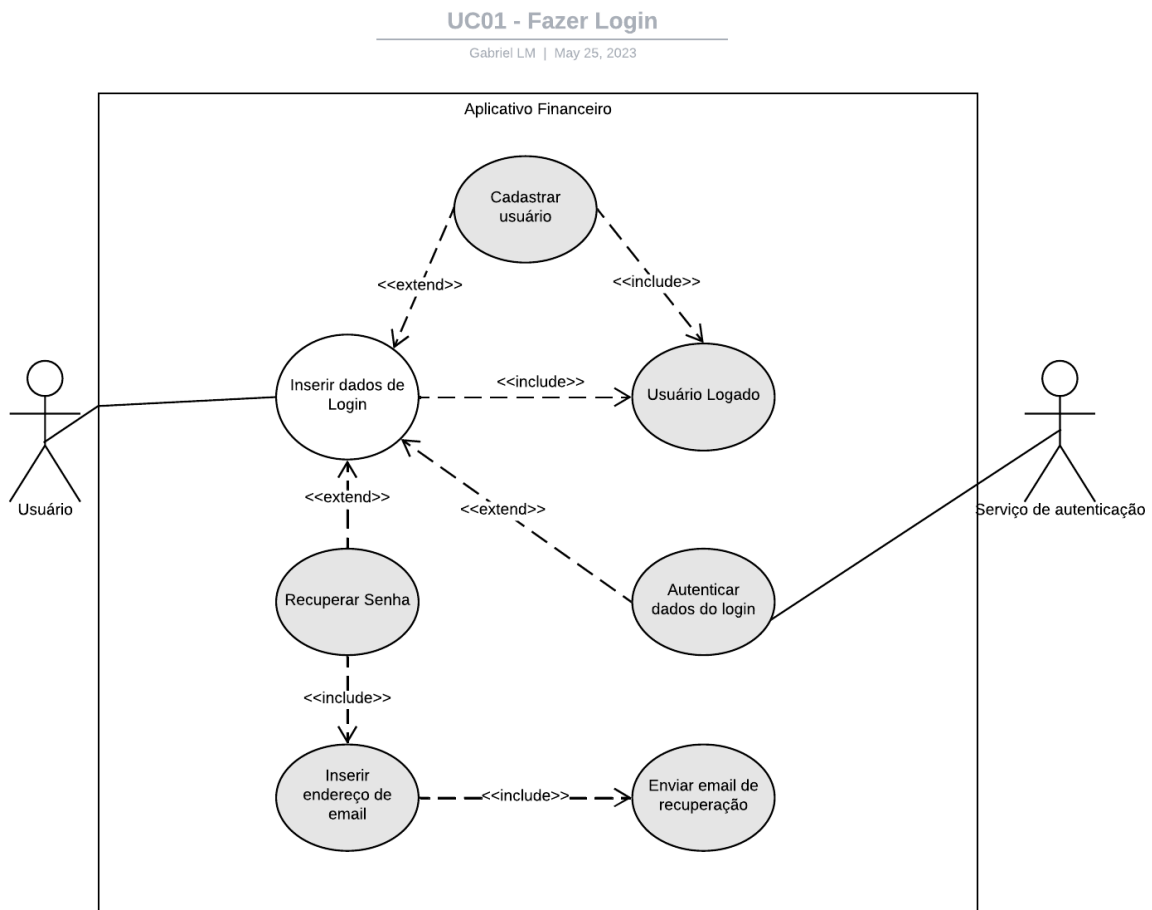 UC01 - Fazer Login
Gabriel LM | May 25, 2023
Aplicativo Financeiro
Cadastrar
usuário
<<extend>>
<<include>>
Inserir dados de
Login
<<include>>
Usuário Logado
Usuário
<<extend>>
<<extend>>
Serviço de autenticação
Recuperar Senha
Autenticar
dados do login
<<include>>
Inserir
endereço de
email
<<include>>
Enviar email de
recuperação